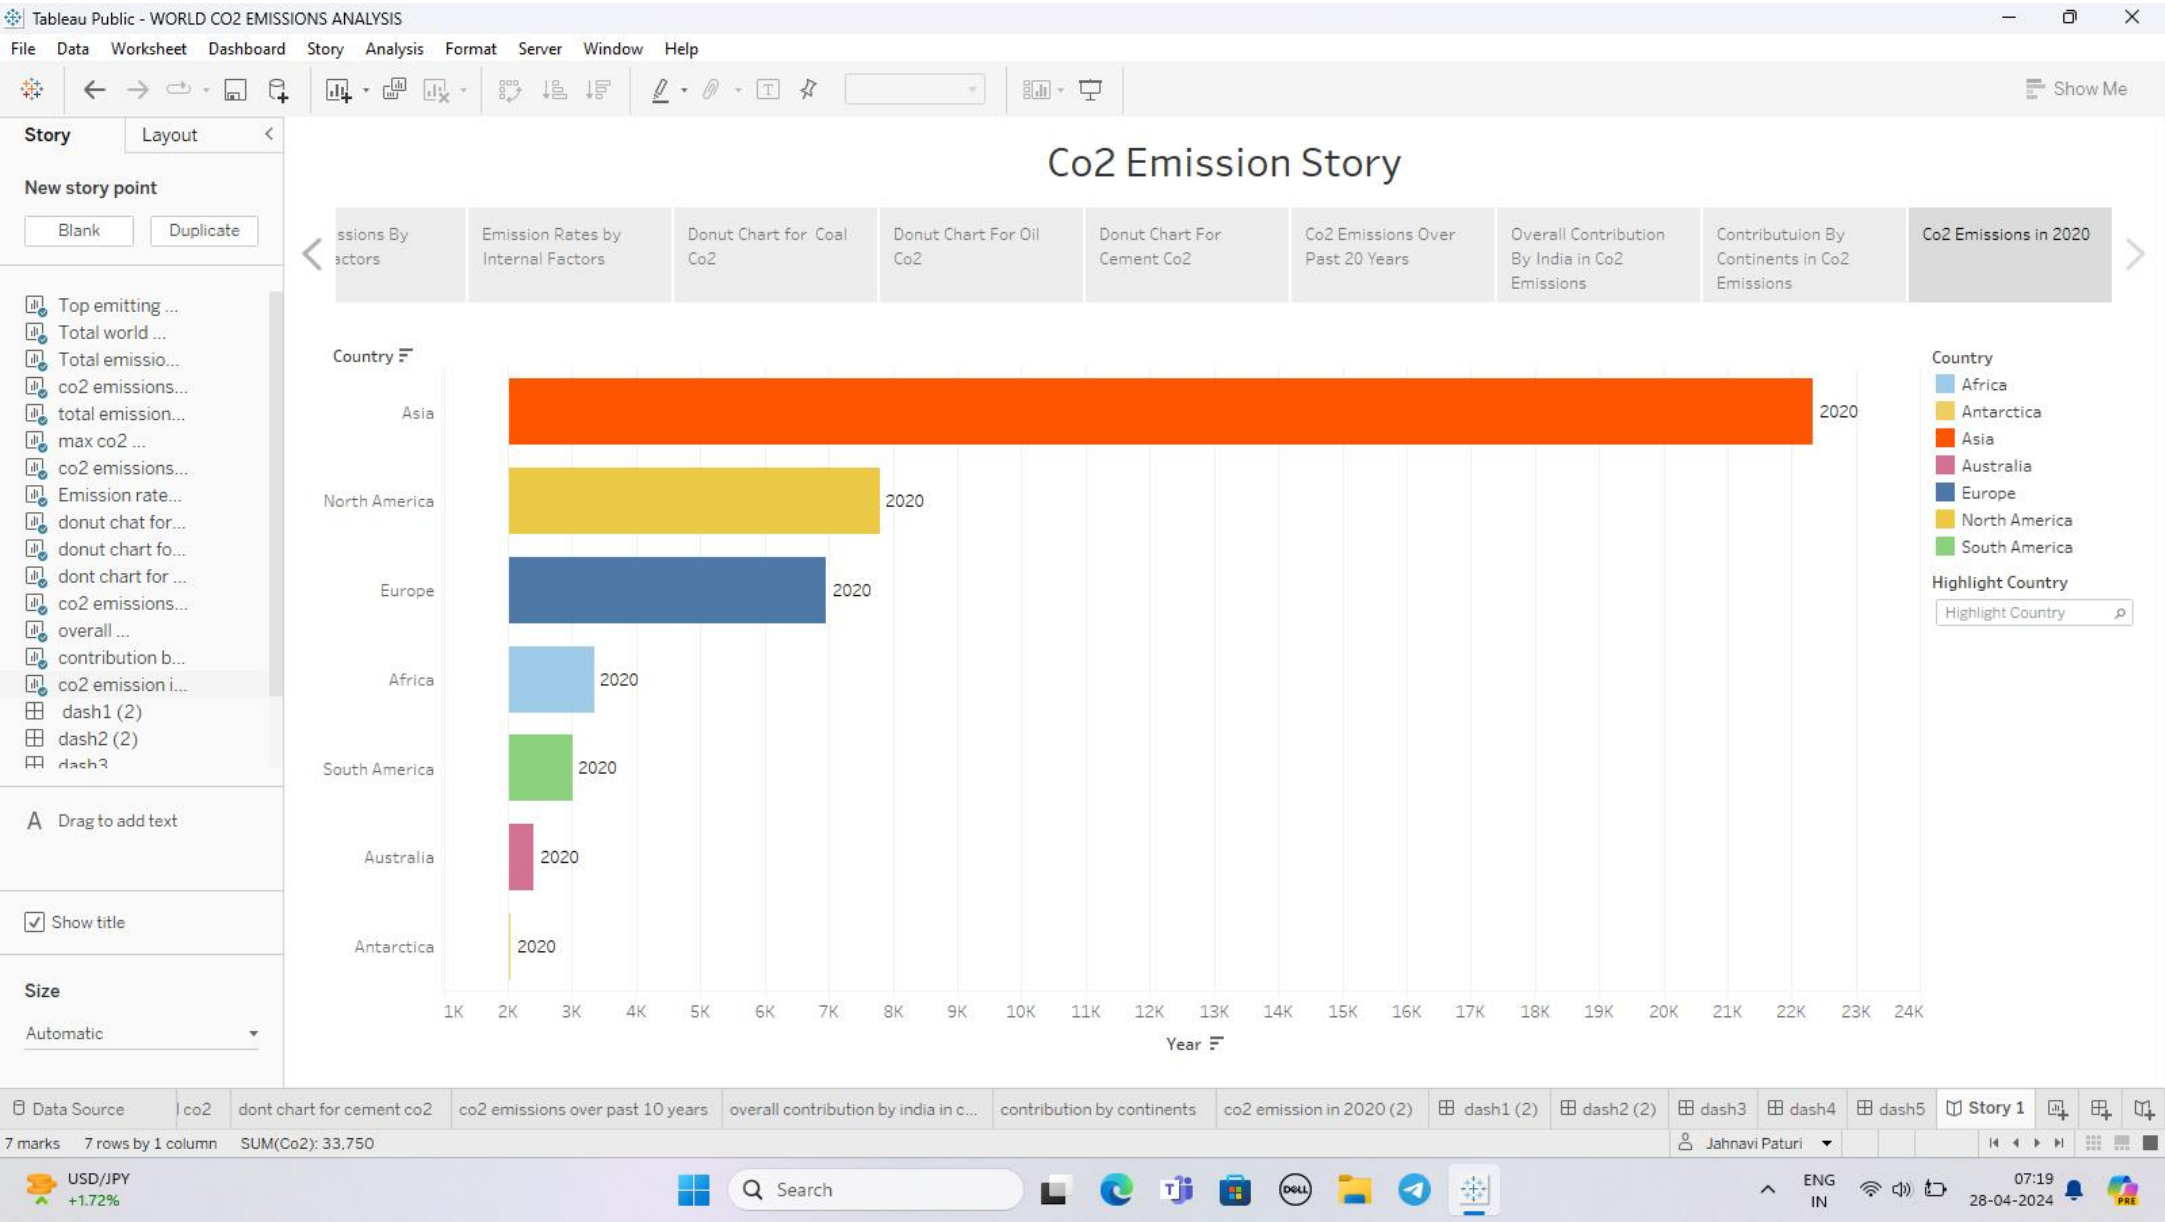 Tableau Public - WORLD CO2 EMISSIONS ANALYSIS
File Data Worksheet Dashboard Story Analysis Format Server Window Help
Show Me
Story Layout
New story point
Blank Duplicate
Top emitting ...
Total world ...
Total emissio...
co2 emissions...
total emission...
max co2 ...
co2 emissions...
Emission rate...
donut chat for...
donut chart fo...
dont chart for ...
co2 emissions...
overall ...
contribution b...
co2 emission i...
dash1 (2)
dash2 (2)
dash3
A Drag to add text
Show title
Size
Automatic
Co2 Emission Story
ssions By
actors
Emission Rates by
Internal Factors
Donut Chart for Coal
Co2
Donut Chart For Oil
Co2
Donut Chart For
Cement Co2
Co2 Emissions Over
Past 20 Years
Overall Contribution
By India in Co2
Emissions
Contributuion By
Continents in Co2
Emissions
Co2 Emissions in 2020
Country
Asia 2020
North America 2020
Europe 2020
Africa 2020
South America 2020
Australia 2020
Antarctica 2020
1K 2K 3K 4K 5K 6K 7K 8K 9K 10K 11K 12K 13K 14K 15K 16K 17K 18K 19K 20K 21K 22K 23K 24K
Year
Country
Africa
Antarctica
Asia
Australia
Europe
North America
South America
Highlight Country
Highlight Country
Data Source l co2 dont chart for cement co2 co2 emissions over past 10 years overall contribution by india in c... contribution by continents co2 emission in 2020 (2) dash1 (2) dash2 (2) dash3 dash4 dash5 Story 1
7 marks 7 rows by 1 column SUM(Co2): 33,750 Jahnavi Paturi
USD/JPY
+1.72%
Search
DELL
ENG
IN
07:19
28-04-2024
PRE